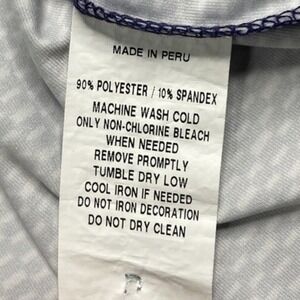 MADE IN PERU
90% POLYESTER / 10% SPANDEX
MACHINE WASH COLD
ONLY NON-CHLORINE BLEACH
WHEN NEEDED
REMOVE PROMPTLY
TUMBLE DRY LOW
COOL IRON IF NEEDED
DO NOT IRON DECORATION
DO NOT DRY CLEAN